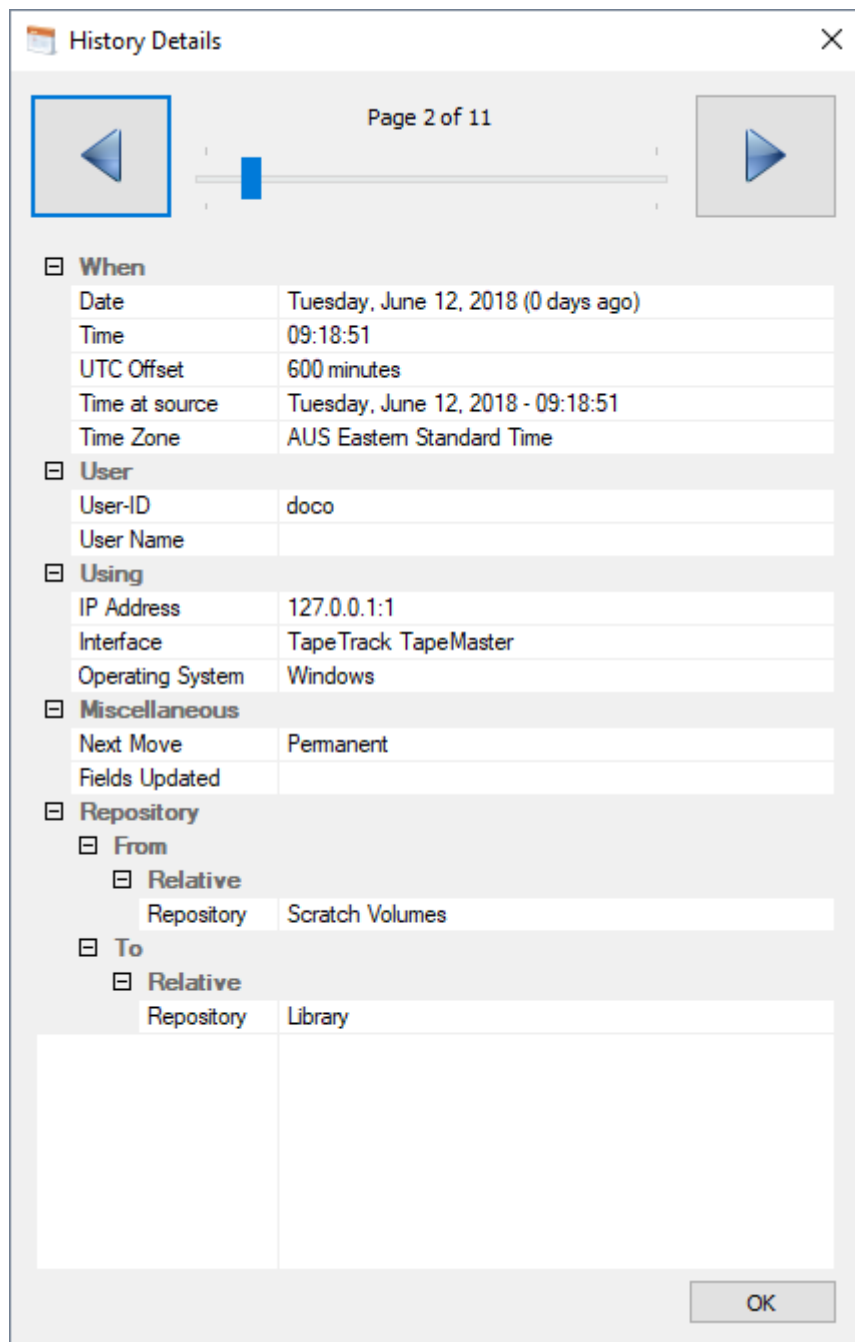 History Details
Page 2 of 11
When
Date Tuesday, June 12, 2018 (0 days ago)
Time 09:18:51
UTC Offset 600 minutes
Time at source Tuesday, June 12, 2018 - 09:18:51
Time Zone AUS Eastern Standard Time
User
User-ID doco
User Name
Using
IP Address 127.0.0.1:1
Interface TapeTrack TapeMaster
Operating System Windows
Miscellaneous
Next Move Permanent
Fields Updated
Repository
From
Relative
Repository Scratch Volumes
To
Relative
Repository Library
OK